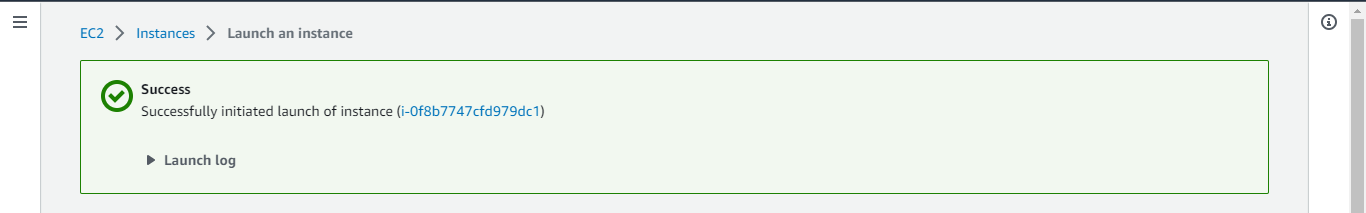 EC2 > Instances > Launch an instance
Success
Successfully initiated launch of instance (i-0f8b7747cfd979dc1)
Launch log